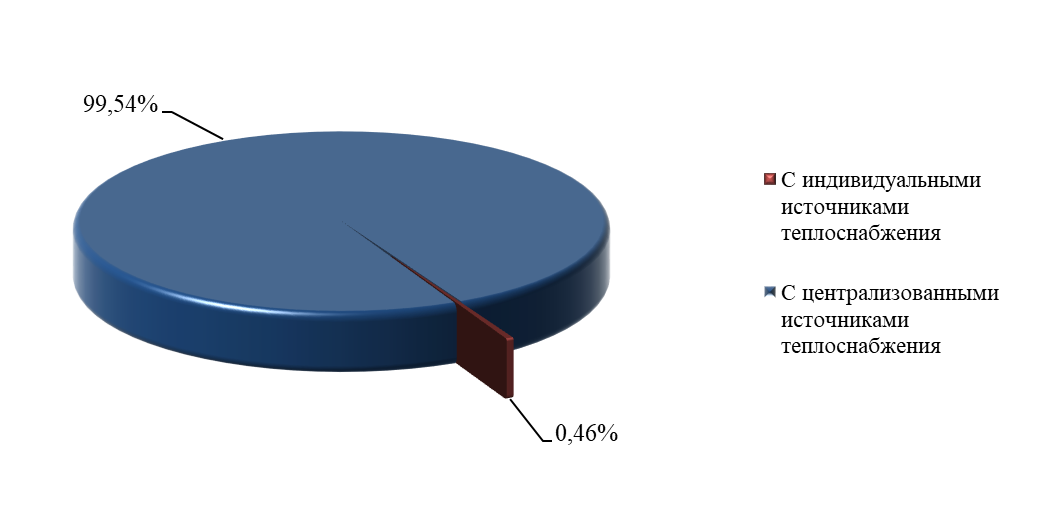 99,54%
С индивидуальными
источниками
теплоснабжения
С централизованными
источниками
теплоснабжения
0,46%